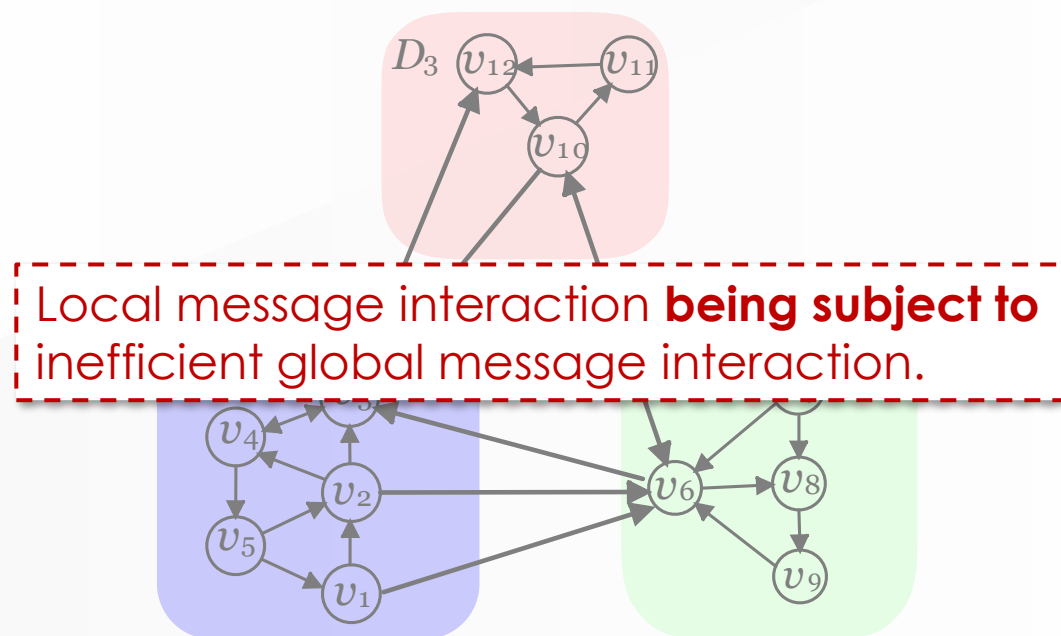 D₃ v₁₂ v₁₁
v₁₀
Local message interaction being subject to
inefficient global message interaction.
v₄
v₂ v₆ v₈
v₅
v₁ v₉